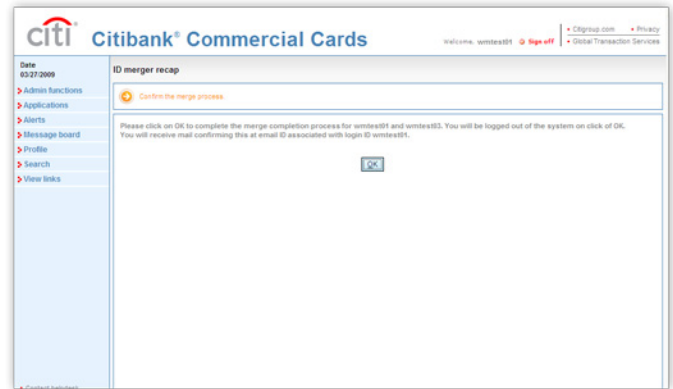 citi
Citibank® Commercial Cards
Welcome, wmtest01 Sign off
• Citigroup.com • Privacy
• Global Transaction Services
Date
03/27/2009
Admin functions
Applications
Alerts
Message board
Profile
Search
View links
ID merger recap
Confirm the merge process.
Please click on OK to complete the merge completion process for wmtest01 and wmtest03. You will be logged out of the system on click of OK.
You will receive mail confirming this at email ID associated with login ID wmtest01.
OK